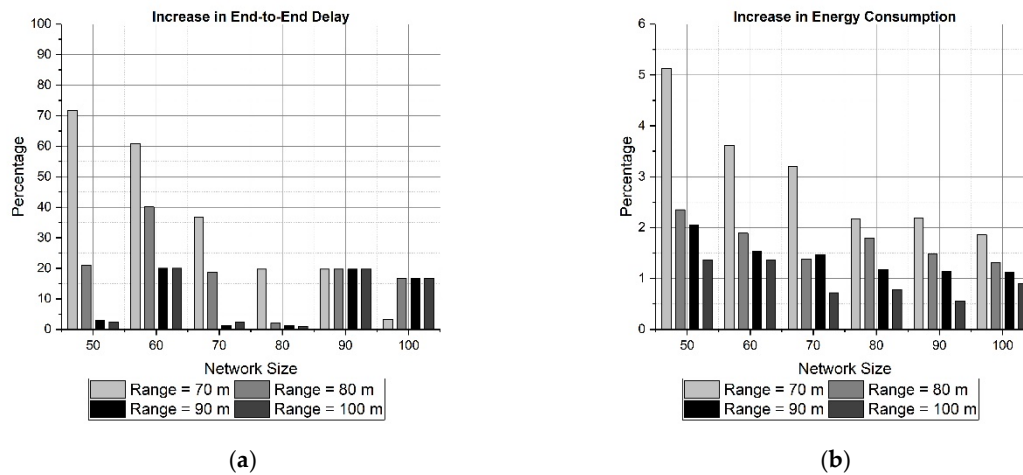 Increase in End-to-End Delay
100
90
80
70
60
50
40
30
20
10
0
Percentage
50 60 70 80 90 100
Network Size
Range = 70 m Range = 80 m
Range = 90 m Range = 100 m
(a)
Increase in Energy Consumption
6
5
4
3
2
1
0
Percentage
50 60 70 80 90 100
Network Size
Range = 70 m Range = 80 m
Range = 90 m Range = 100 m
(b)